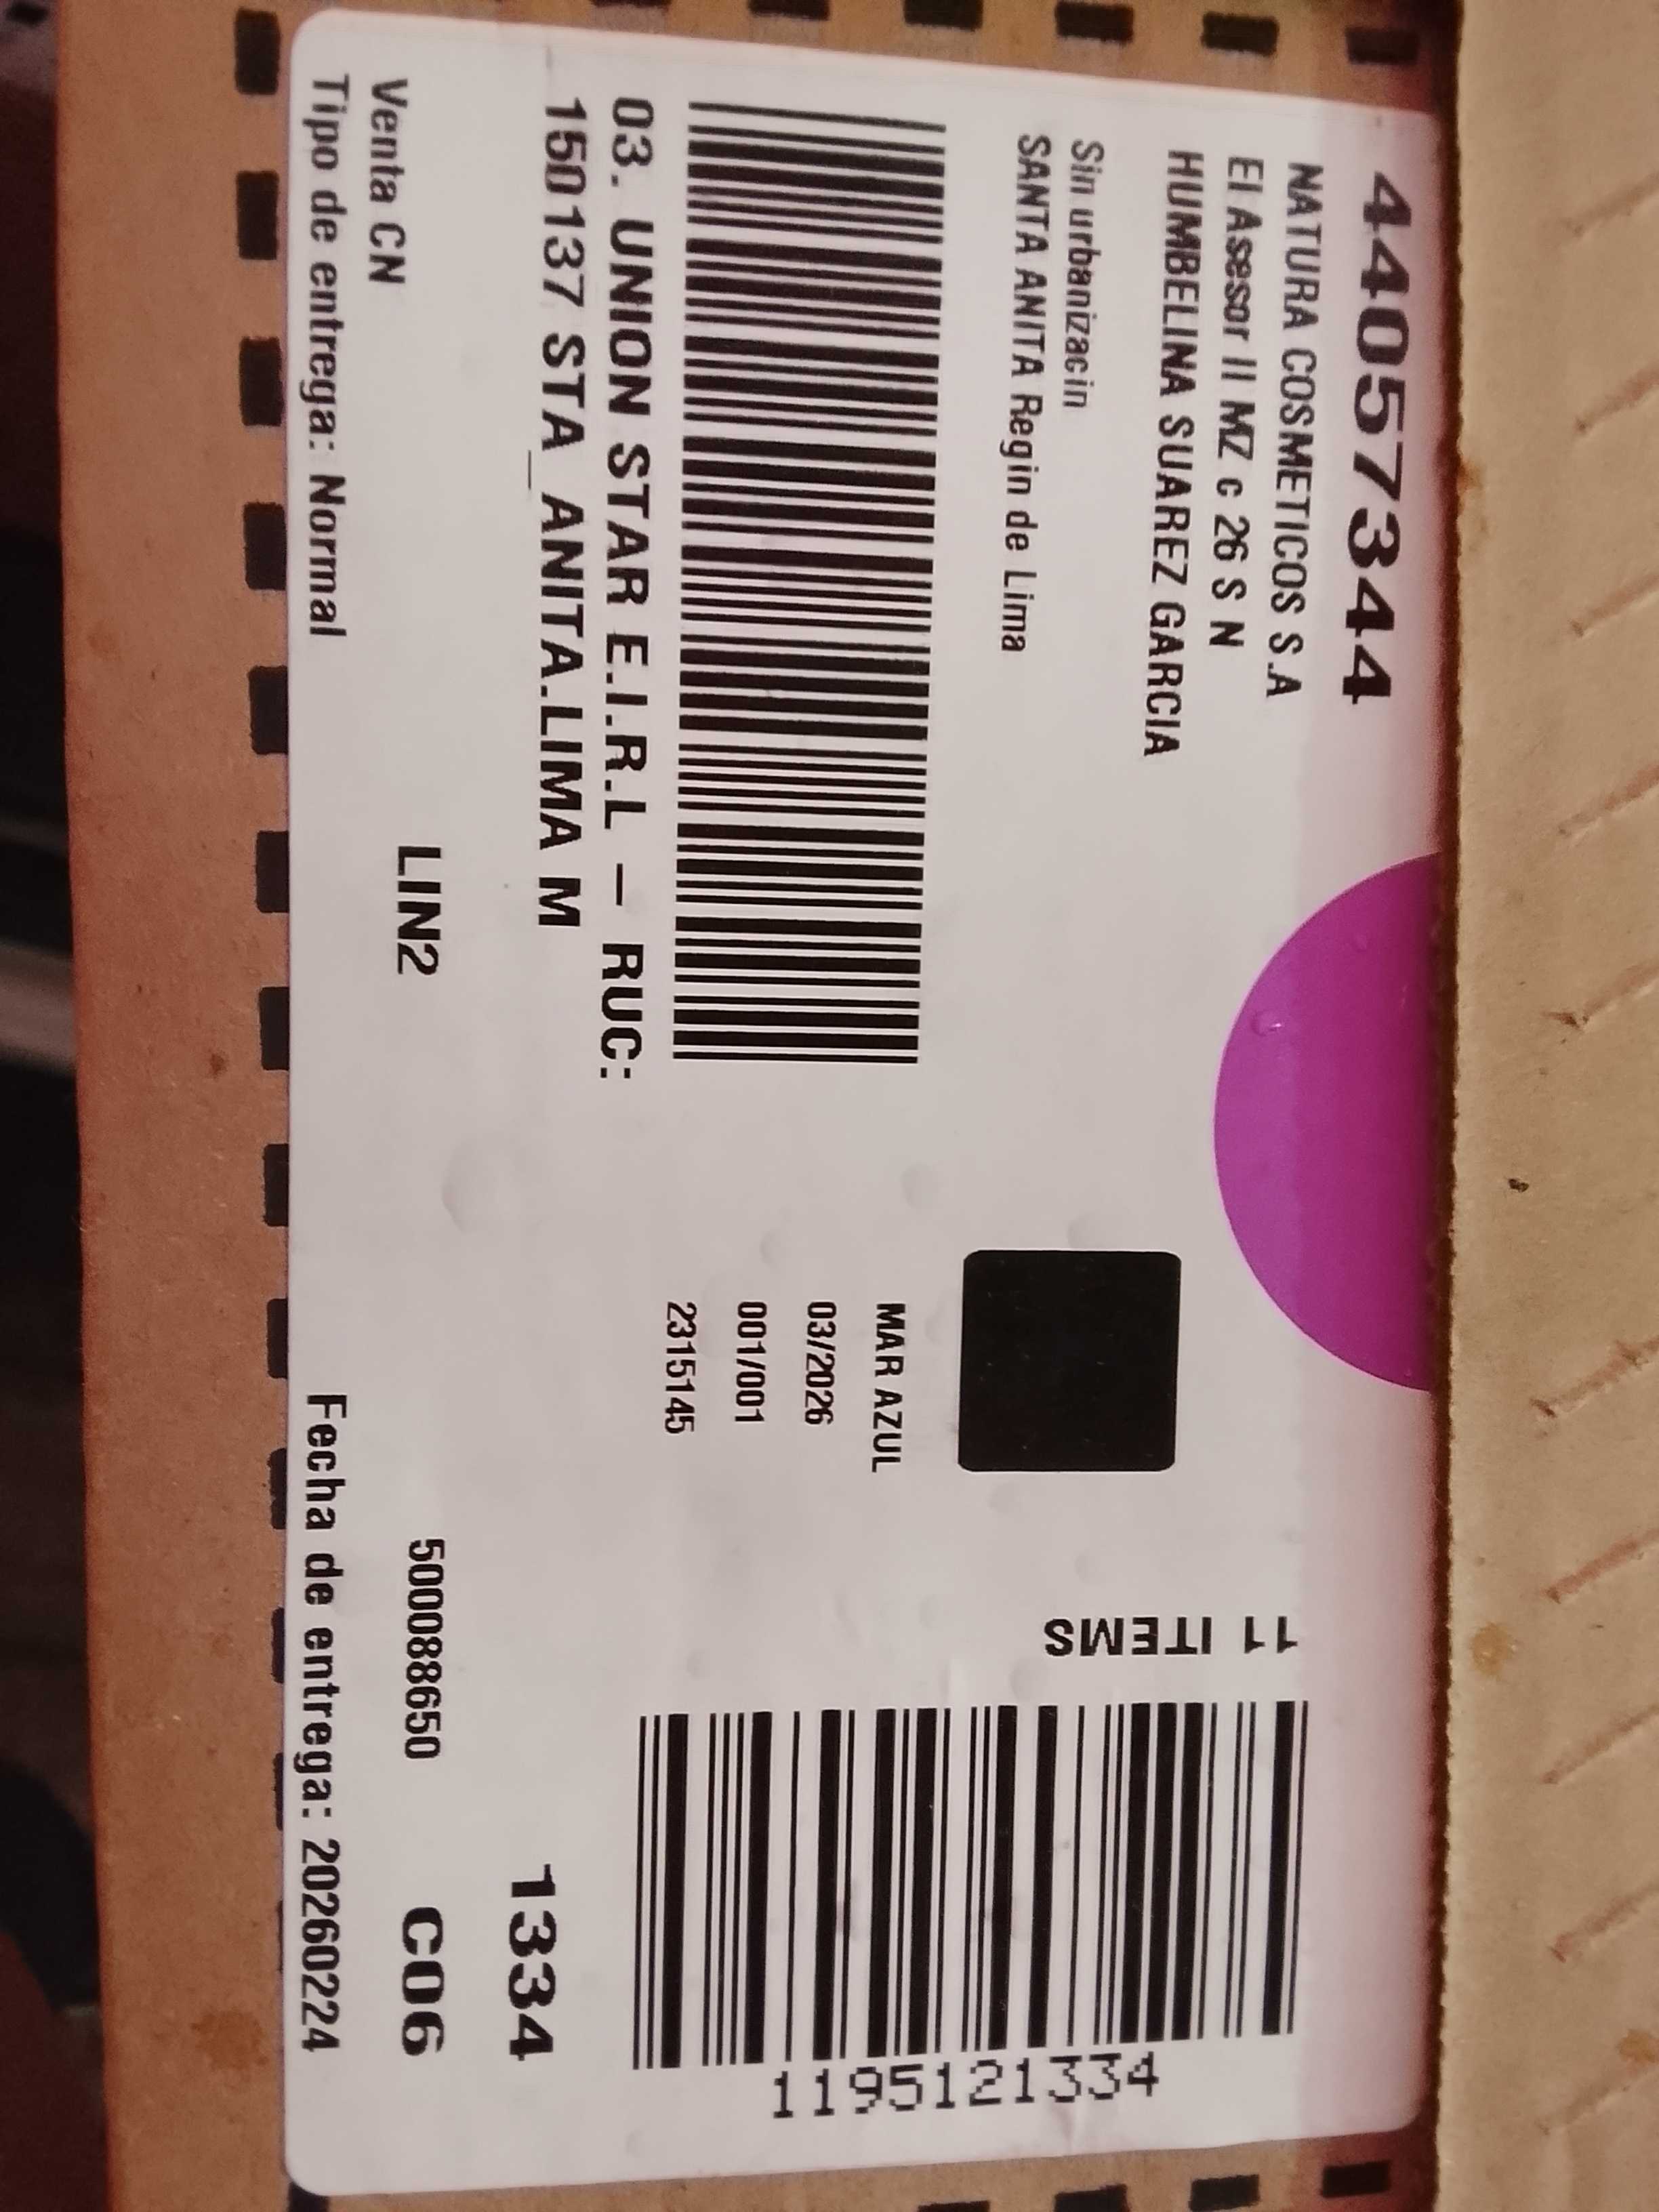 440573444
NATURA COSMETICOS S.A
El Asesor II MZ c 26 S N
HUMBELINA SUAREZ GARCIA
Sin urbanizacin
SANTA ANITA Regin de Lima
03. UNION STAR E.I.R.L – RUC:
150137 STA_ANITA.LIMA M
Venta CN
LIN2
Tipo de entrega: Normal
MAR AZUL
03/2026
001/001
2315145
11 ITEMS
1195121334
1334
500088650
C06
Fecha de entrega: 20260224